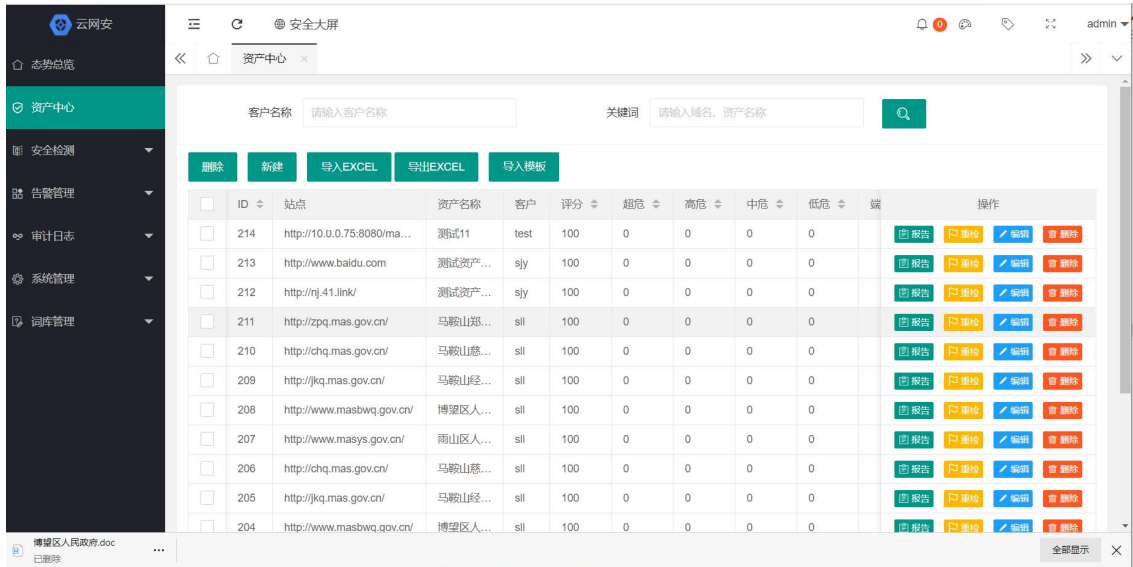 云网安
安全大屏
0
admin
态势总览
资产中心
安全检测
告警管理
审计日志
系统管理
词库管理
资产中心 ×
客户名称 请输入客户名称 关键词 请输入域名、资产名称
删除 新建 导入EXCEL 导出EXCEL 导入模板
ID 站点 资产名称 客户 评分 超危 高危 中危 低危 端 操作
214 http://10.0.0.75:8080/ma... 测试11 test 100 0 0 0 0 报告 重检 编辑 删除
213 http://www.baidu.com 测试资产... sjy 100 0 0 0 0 报告 重检 编辑 删除
212 http://nj.41.link/ 测试资产... sjy 100 0 0 0 0 报告 重检 编辑 删除
211 http://zpq.mas.gov.cn/ 马鞍山郑... sll 100 0 0 0 0 报告 重检 编辑 删除
210 http://chq.mas.gov.cn/ 马鞍山慈... sll 100 0 0 0 0 报告 重检 编辑 删除
209 http://jkq.mas.gov.cn/ 马鞍山经... sll 100 0 0 0 0 报告 重检 编辑 删除
208 http://www.masbwq.gov.cn/ 博望区人... sll 100 0 0 0 0 报告 重检 编辑 删除
207 http://www.masys.gov.cn/ 雨山区人... sll 100 0 0 0 0 报告 重检 编辑 删除
206 http://chq.mas.gov.cn/ 马鞍山慈... sll 100 0 0 0 0 报告 重检 编辑 删除
205 http://jkq.mas.gov.cn/ 马鞍山经... sll 100 0 0 0 0 报告 重检 编辑 删除
204 http://www.masbwq.gov.cn/ 博望区人... sll 100 0 0 0 0 报告 重检 编辑 删除
博望区人民政府.doc
已删除
... 全部显示